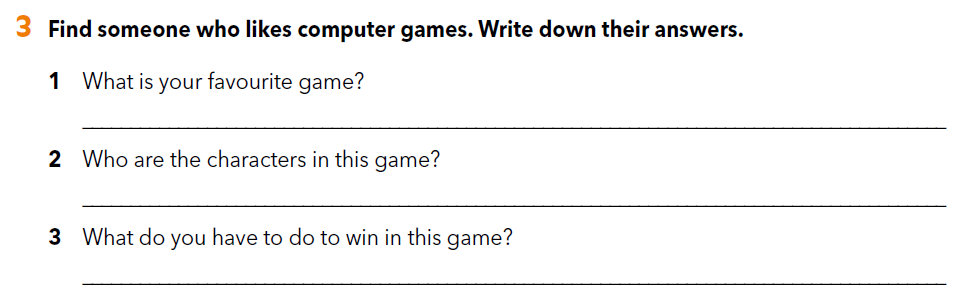 3 Find someone who likes computer games. Write down their answers.
1 What is your favourite game?
2 Who are the characters in this game?
3 What do you have to do to win in this game?